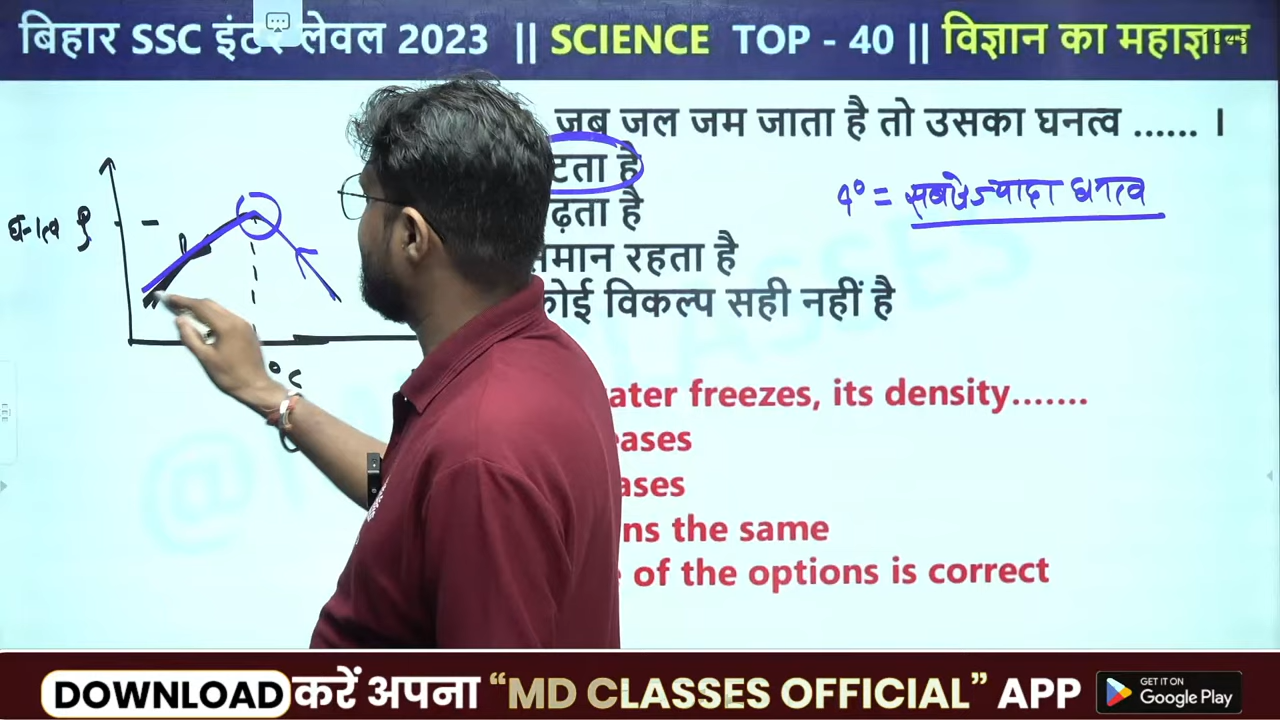 बिहार SSC इंटर लेवल 2023 || SCIENCE TOP - 40 || विज्ञान का महाज्ञान
जब जल जम जाता है तो उसका घनत्व ...... ।
टता है
ढ़ता है
समान रहता है
कोई विकल्प सही नहीं है
4° = सबसे ज्यादा घनत्व
घनत्व ρ
° C
ater freezes, its density.......
eases
ases
ns the same
of the options is correct
DOWNLOAD करें अपना “MD CLASSES OFFICIAL” APP
GET IT ON
Google Play